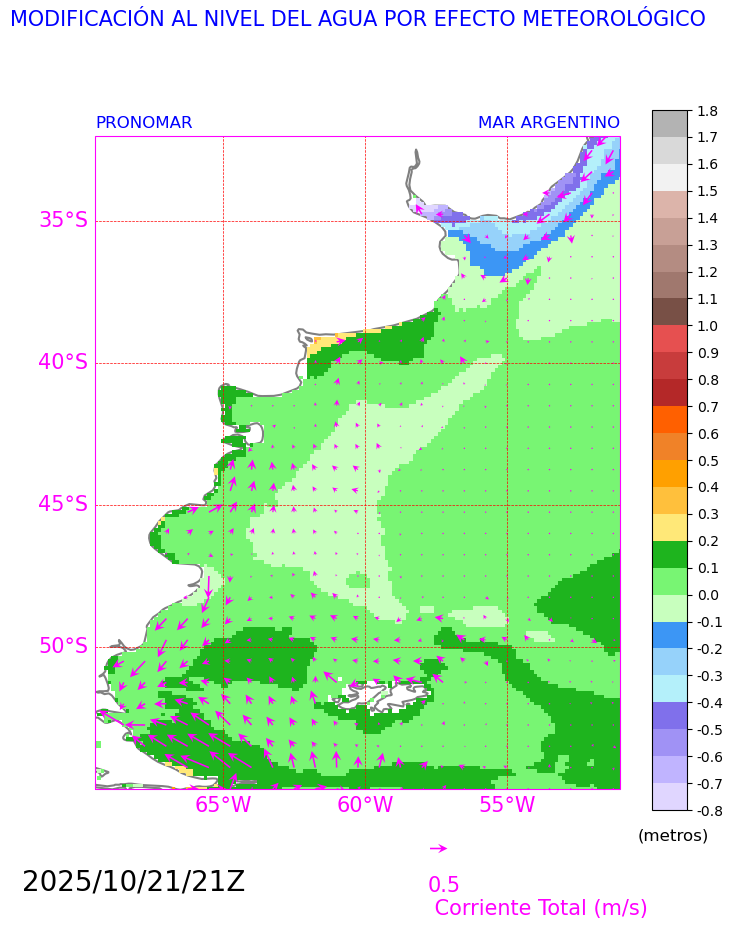 MODIFICACIÓN AL NIVEL DEL AGUA POR EFECTO METEOROLÓGICO
PRONOMAR MAR ARGENTINO
35°S
40°S
45°S
50°S
65°W 60°W 55°W
1.8
1.7
1.6
1.5
1.4
1.3
1.2
1.1
1.0
0.9
0.8
0.7
0.6
0.5
0.4
0.3
0.2
0.1
0.0
-0.1
-0.2
-0.3
-0.4
-0.5
-0.6
-0.7
-0.8
(metros)
2025/10/21/21Z
0.5
Corriente Total (m/s)